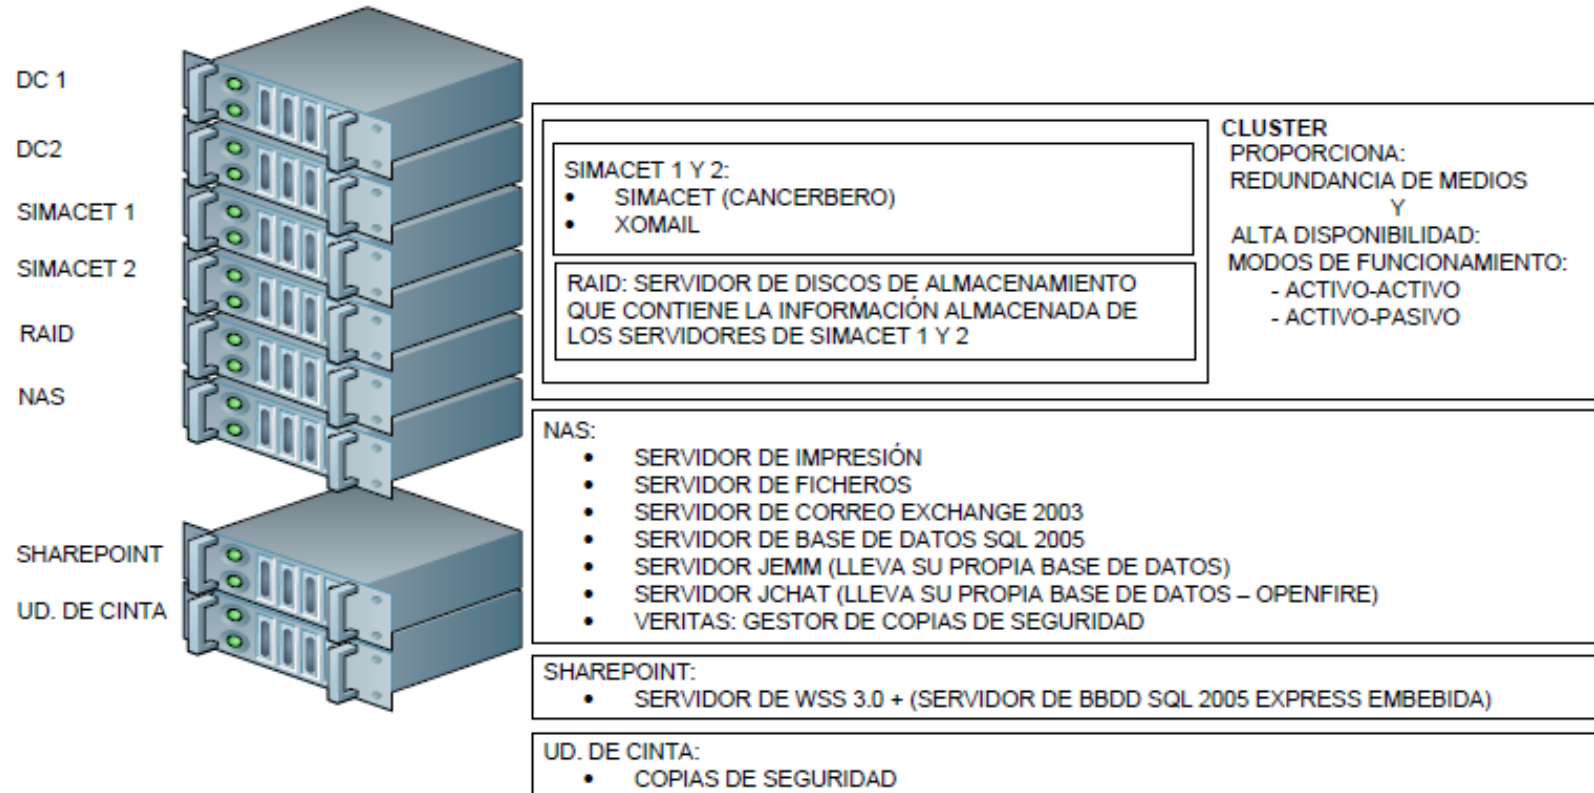 DC 1
DC2
SIMACET 1
SIMACET 2
RAID
NAS
SHAREPOINT
UD. DE CINTA
SIMACET 1 Y 2:
• SIMACET (CANCERBERO)
• XOMAIL
RAID: SERVIDOR DE DISCOS DE ALMACENAMIENTO
QUE CONTIENE LA INFORMACIÓN ALMACENADA DE
LOS SERVIDORES DE SIMACET 1 Y 2
CLUSTER
PROPORCIONA:
REDUNDANCIA DE MEDIOS
Y
ALTA DISPONIBILIDAD:
MODOS DE FUNCIONAMIENTO:
- ACTIVO-ACTIVO
- ACTIVO-PASIVO
NAS:
• SERVIDOR DE IMPRESIÓN
• SERVIDOR DE FICHEROS
• SERVIDOR DE CORREO EXCHANGE 2003
• SERVIDOR DE BASE DE DATOS SQL 2005
• SERVIDOR JEMM (LLEVA SU PROPIA BASE DE DATOS)
• SERVIDOR JCHAT (LLEVA SU PROPIA BASE DE DATOS – OPENFIRE)
• VERITAS: GESTOR DE COPIAS DE SEGURIDAD
SHAREPOINT:
• SERVIDOR DE WSS 3.0 + (SERVIDOR DE BBDD SQL 2005 EXPRESS EMBEBIDA)
UD. DE CINTA:
• COPIAS DE SEGURIDAD